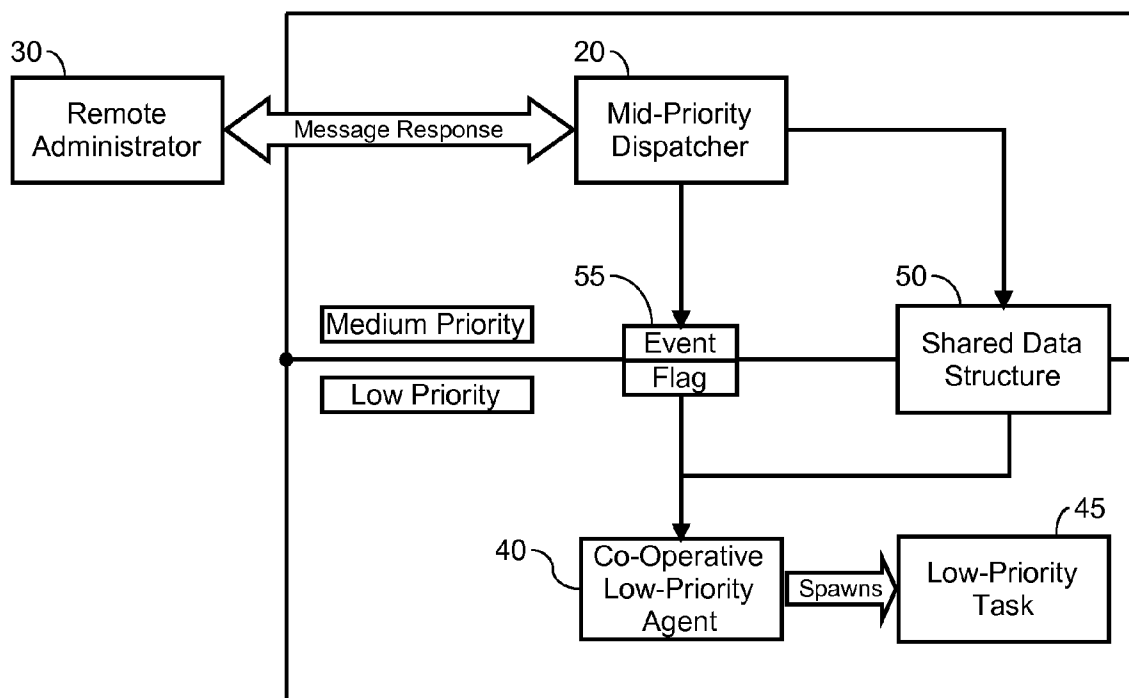 30
Remote
Administrator
Message Response
20
Mid-Priority
Dispatcher
55
Event
Flag
50
Shared Data
Structure
Medium Priority
Low Priority
40
Co-Operative
Low-Priority
Agent
Spawns
45
Low-Priority
Task